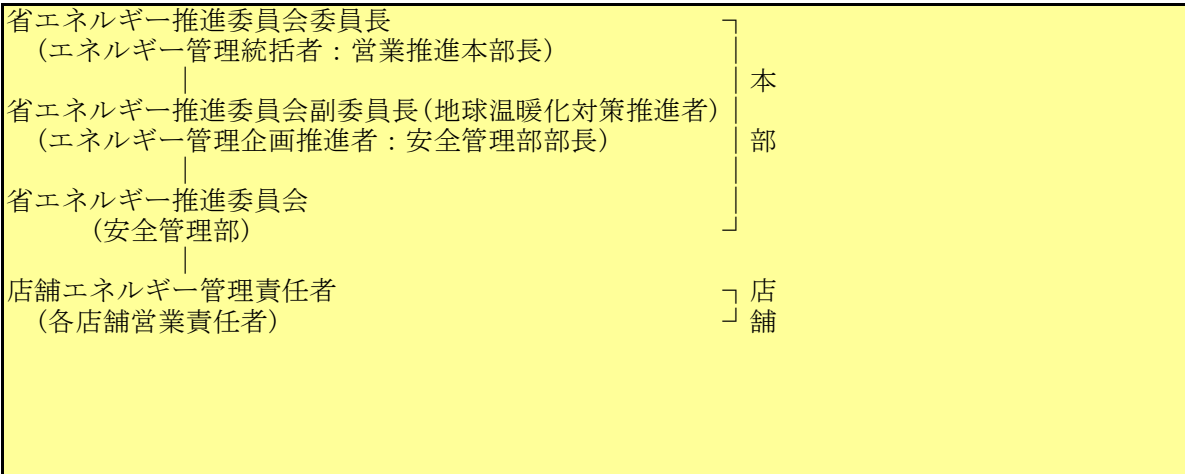 省エネルギー推進委員会委員長 ┐
(エネルギー管理統括者：営業推進本部長) │
│ │本
省エネルギー推進委員会副委員長(地球温暖化対策推進者)│
(エネルギー管理企画推進者：安全管理部部長) │部
│ │
省エネルギー推進委員会 │
(安全管理部) ┘
│
店舗エネルギー管理責任者 ┐店
(各店舗営業責任者) ┘舗